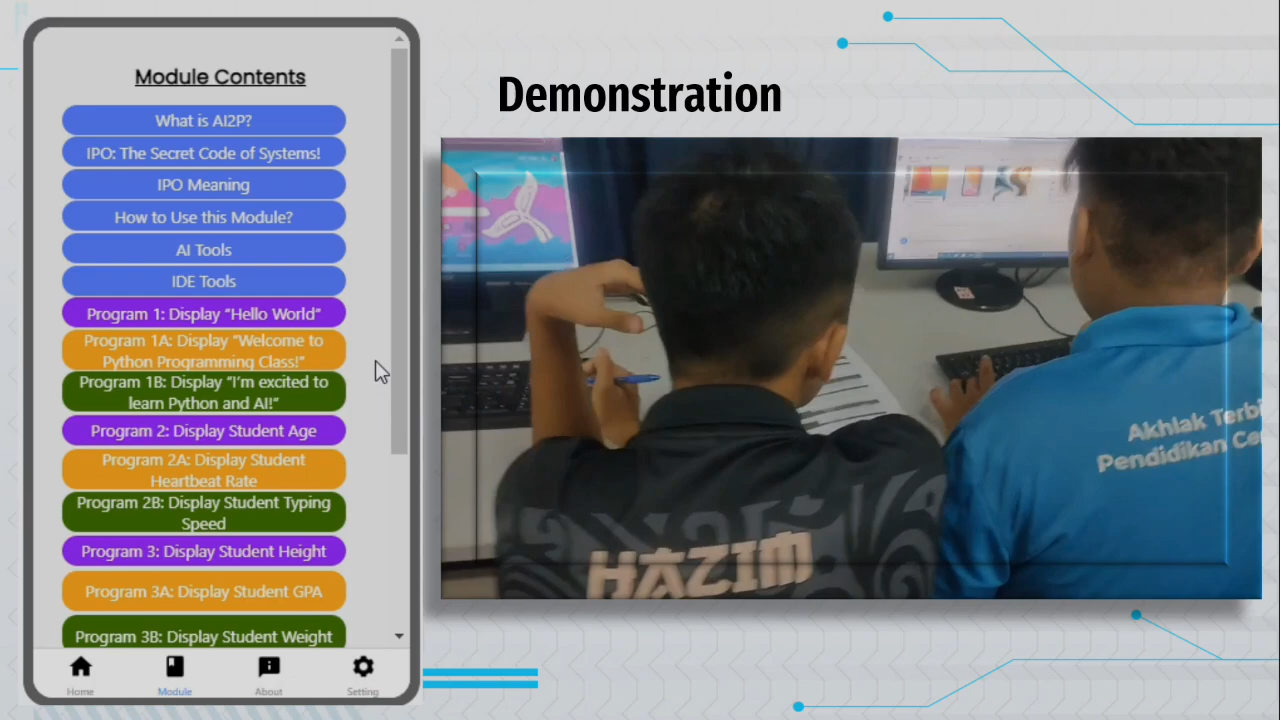 Module Contents
What is AI2P?
IPO: The Secret Code of Systems!
IPO Meaning
How to Use this Module?
AI Tools
IDE Tools
Program 1: Display “Hello World”
Program 1A: Display “Welcome to
Python Programming Class!”
Program 1B: Display “I’m excited to
learn Python and AI!”
Program 2: Display Student Age
Program 2A: Display Student
Heartbeat Rate
Program 2B: Display Student Typing
Speed
Program 3: Display Student Height
Program 3A: Display Student GPA
Program 3B: Display Student Weight
Home
Module
About
Setting
Demonstration
HAZIM
Akhlak
Pendidikan